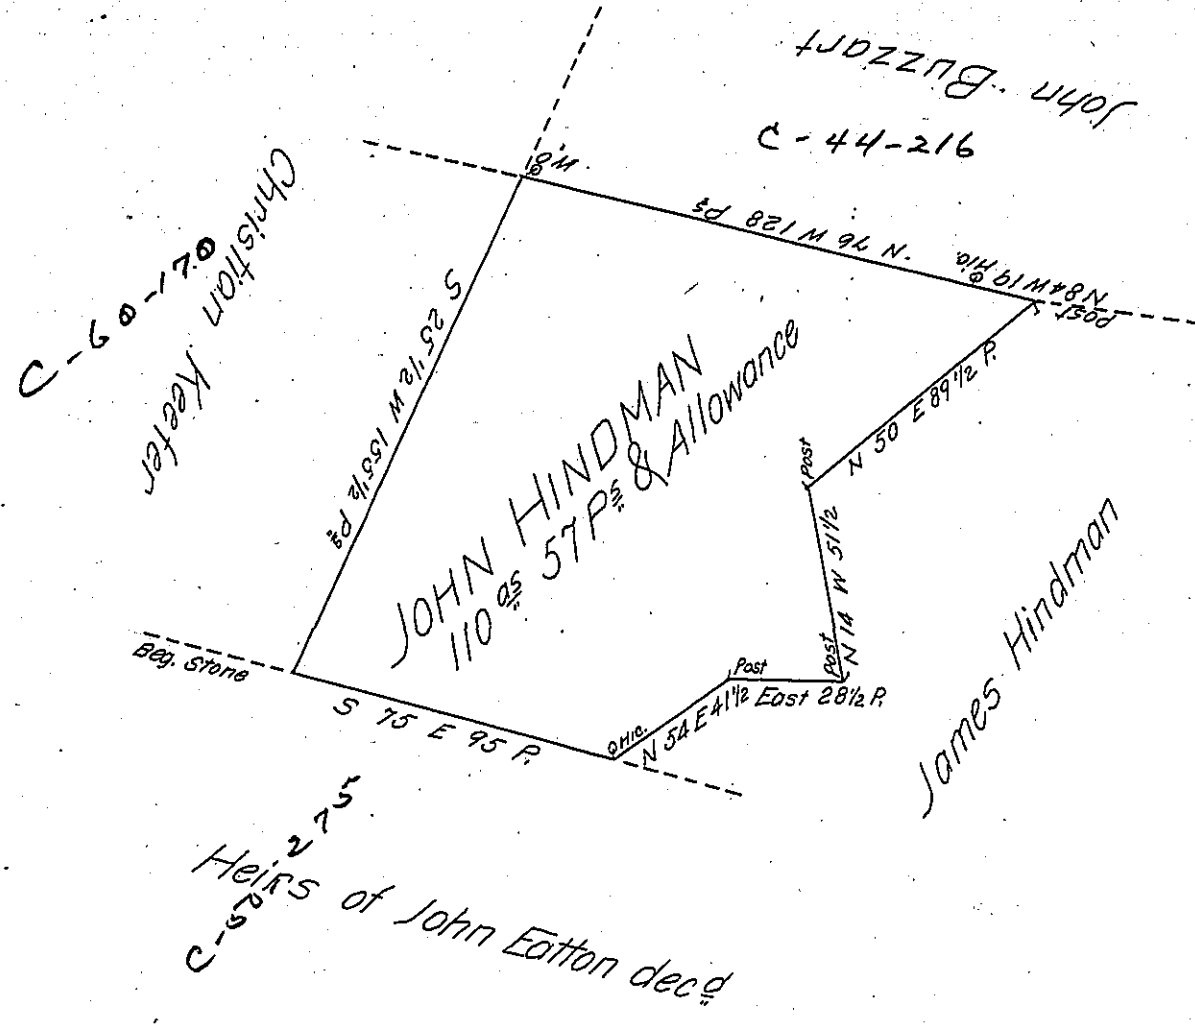 John Buzzart
C-44-216
W.O.
N 76 W 128 Ps
N 84 W 19 Hic.
Post
Christian Keefer
C-60-170
S 25 1/2 W 155 1/2 Ps
JOHN HINDMAN
110 as 57 Ps & Allowance
N 50 E 89 1/2 P.
Post
N 14 W 51 1/2
Post
James Hindman
Beg. Stone
Post
East 28 1/2 P.
N 54 E 41 1/2
Hic.
S 75 E 95 P.
275
Heirs of John Eatton decd